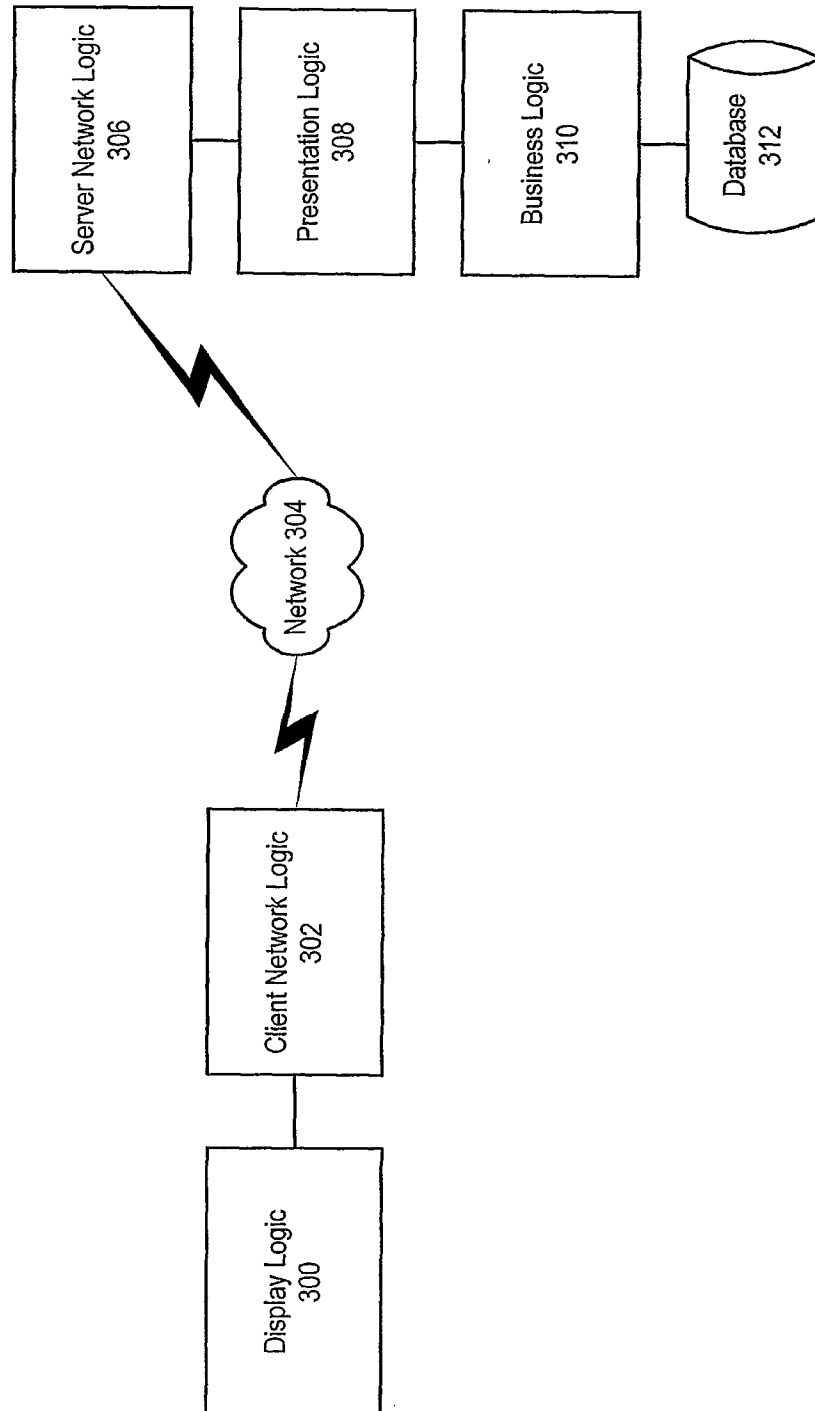 Display Logic
300
Client Network Logic
302
Network 304
Server Network Logic
306
Presentation Logic
308
Business Logic
310
Database
312